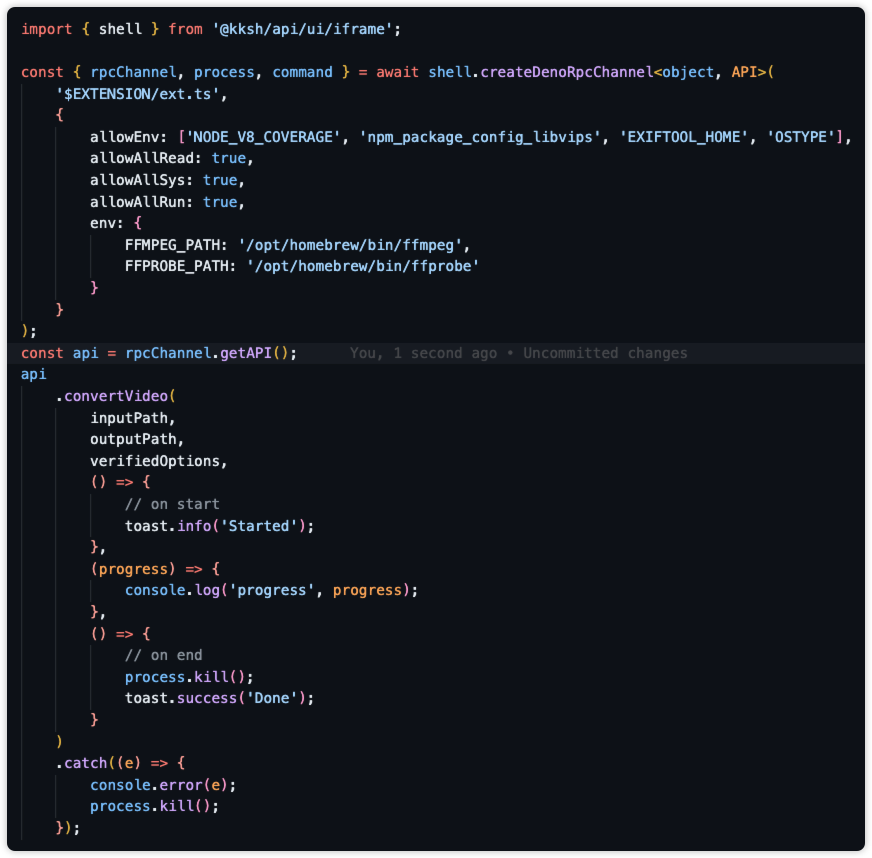 import { shell } from '@kksh/api/ui/iframe';

const { rpcChannel, process, command } = await shell.createDenoRpcChannel<object, API>(
    '$EXTENSION/ext.ts',
    {
        allowEnv: ['NODE_V8_COVERAGE', 'npm_package_config_libvips', 'EXIFTOOL_HOME', 'OSTYPE'],
        allowAllRead: true,
        allowAllSys: true,
        allowAllRun: true,
        env: {
            FFMPEG_PATH: '/opt/homebrew/bin/ffmpeg',
            FFPROBE_PATH: '/opt/homebrew/bin/ffprobe'
        }
    }
);
const api = rpcChannel.getAPI();      You, 1 second ago • Uncommitted changes
api
    .convertVideo(
        inputPath,
        outputPath,
        verifiedOptions,
        () => {
            // on start
            toast.info('Started');
        },
        (progress) => {
            console.log('progress', progress);
        },
        () => {
            // on end
            process.kill();
            toast.success('Done');
        }
    )
    .catch((e) => {
        console.error(e);
        process.kill();
    });